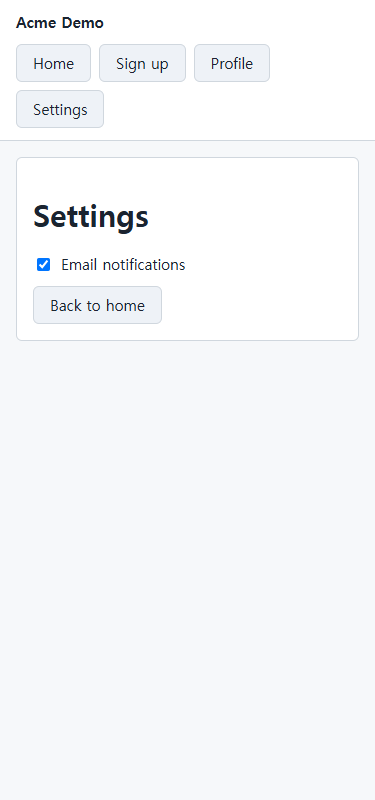 Acme Demo
Home Sign up Profile
Settings
Settings
Email notifications
Back to home